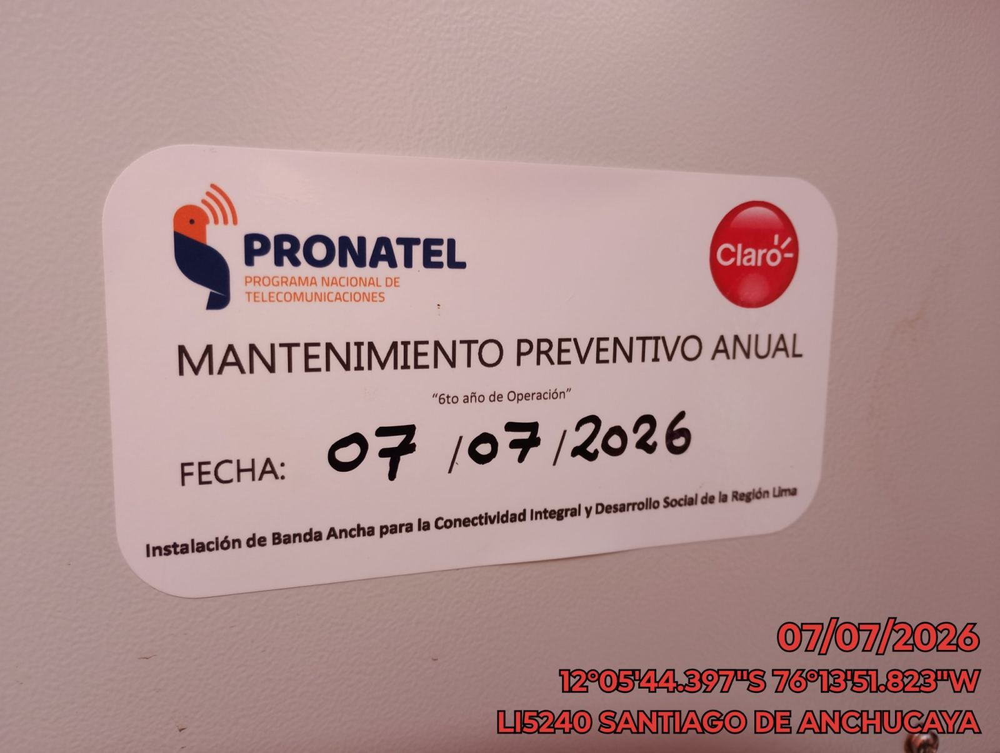 PRONATEL
PROGRAMA NACIONAL DE
TELECOMUNICACIONES
Claro
MANTENIMIENTO PREVENTIVO ANUAL
“6to año de Operación”
FECHA: 07/07/2026
Instalación de Banda Ancha para la Conectividad Integral y Desarrollo Social de la Región Lima
07/07/2026
12°05'44.397"S 76°13'51.823"W
LI5240 SANTIAGO DE ANCHUCAYA